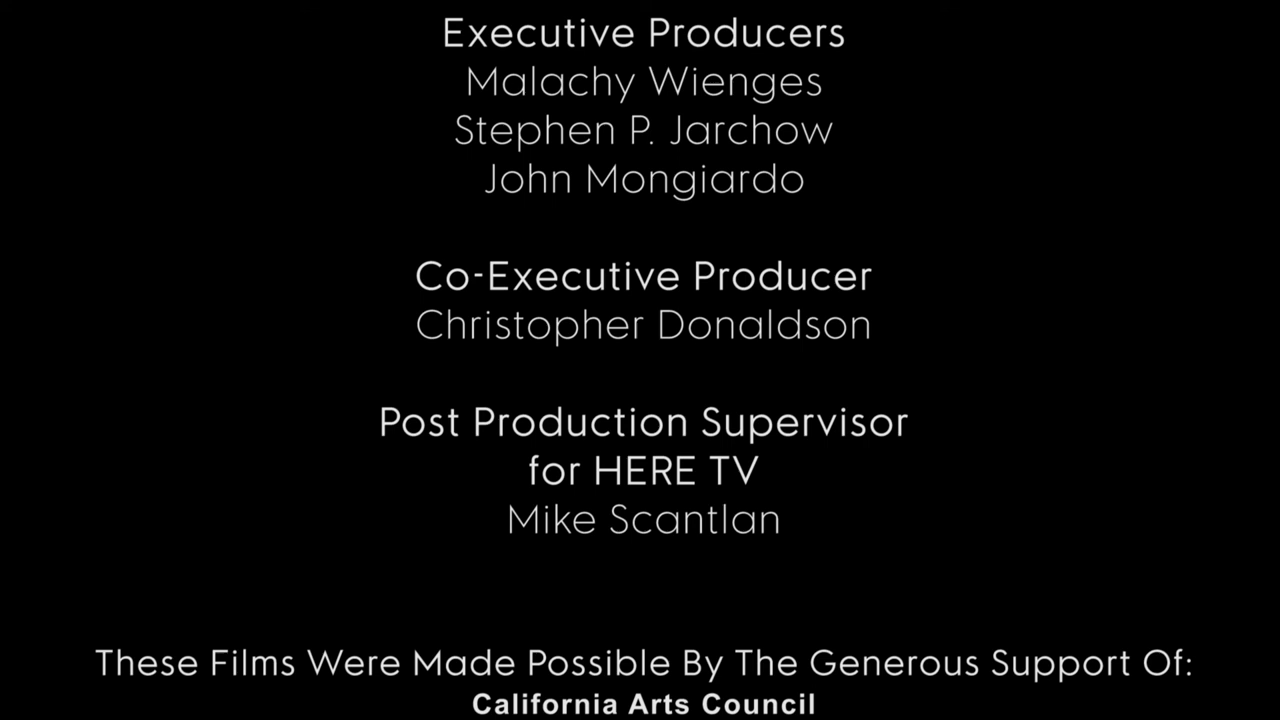 Executive Producers
Malachy Wienges
Stephen P. Jarchow
John Mongiardo
Co-Executive Producer
Christopher Donaldson
Post Production Supervisor
for HERE TV
Mike Scantlan
These Films Were Made Possible By The Generous Support Of:
California Arts Council